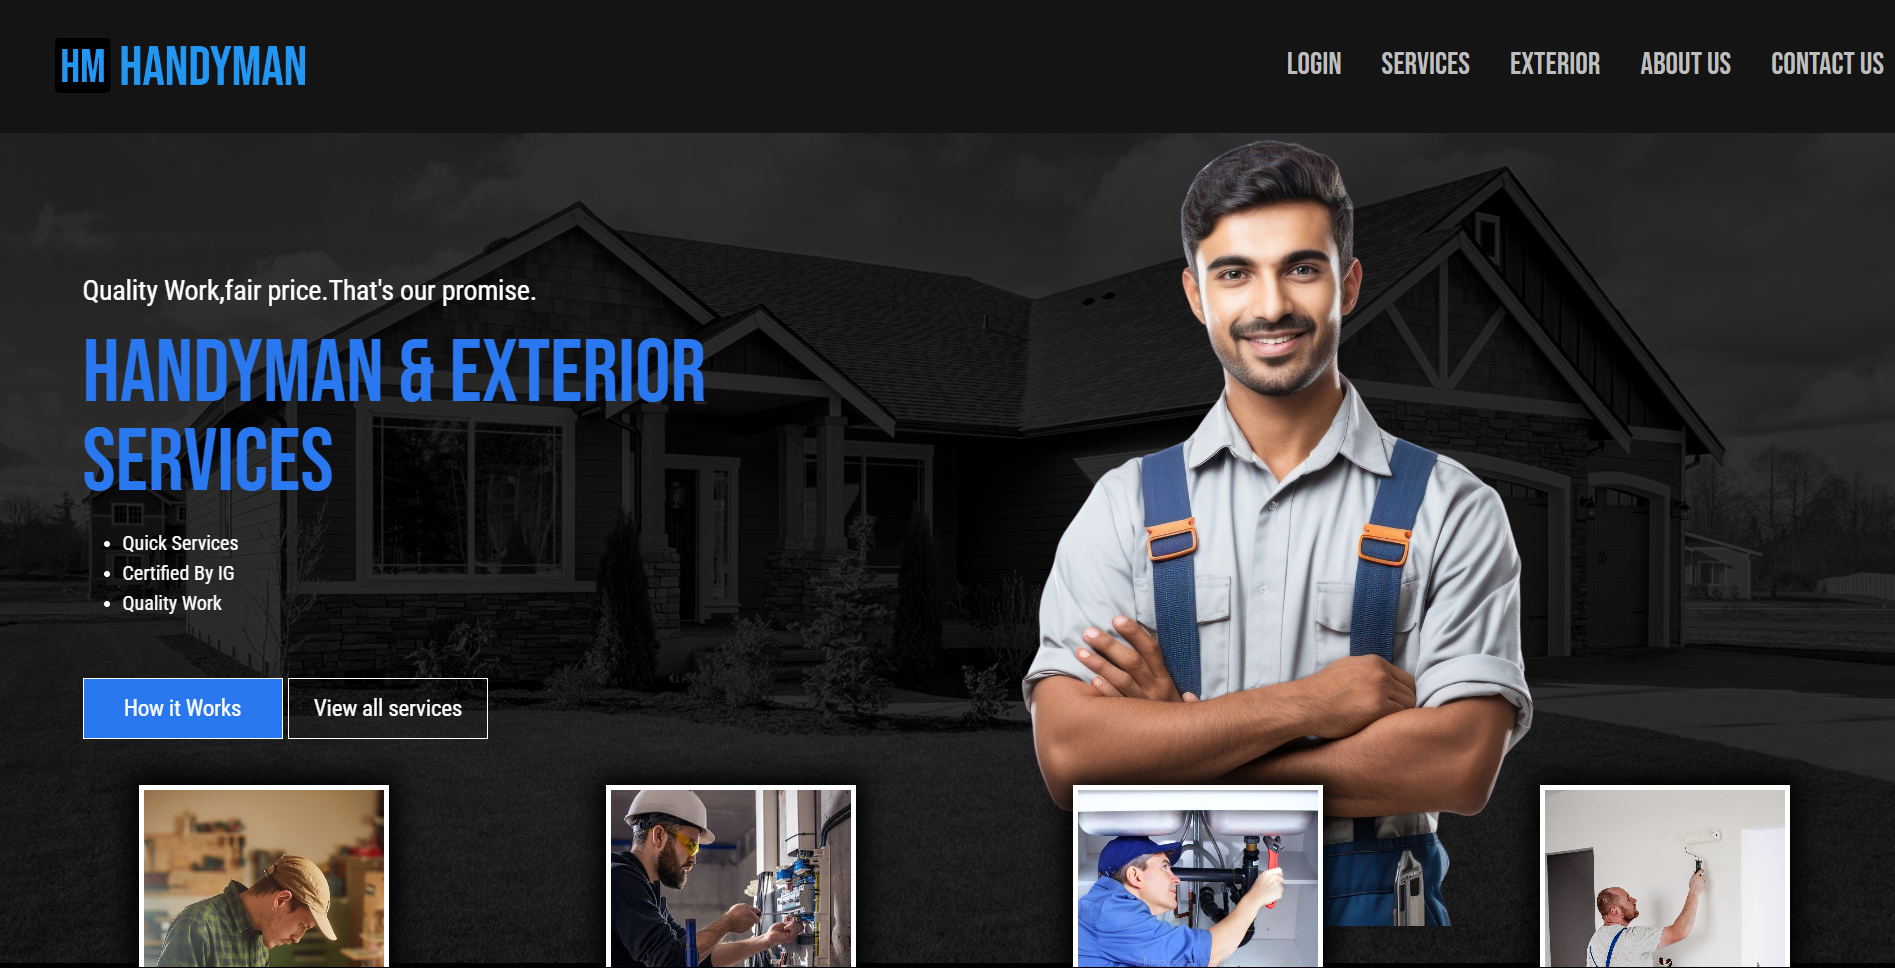 HM HANDYMAN
LOGIN SERVICES EXTERIOR ABOUT US CONTACT US
Quality Work,fair price.That's our promise.
HANDYMAN & EXTERIOR
SERVICES
Quick Services
Certified By IG
Quality Work
How it Works View all services